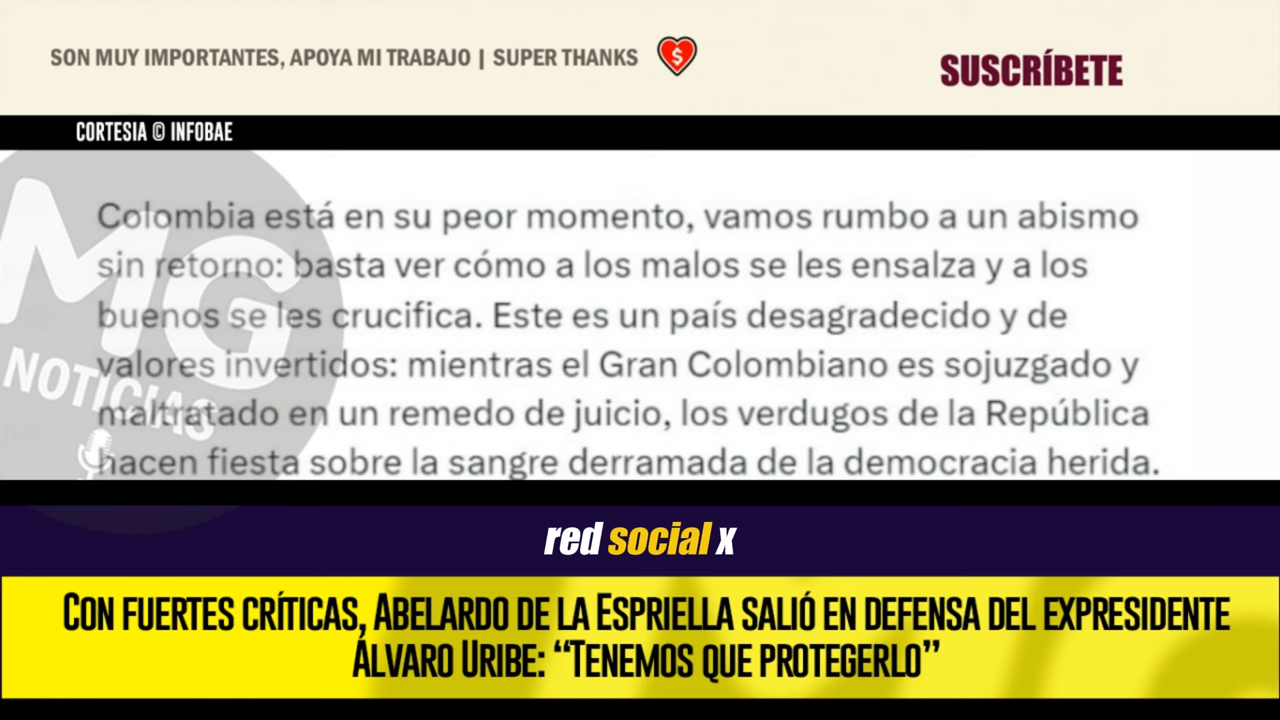 SON MUY IMPORTANTES, APOYA MI TRABAJO | SUPER THANKS $
SUSCRÍBETE
CORTESIA © INFOBAE
MG
NOTICIAS
Colombia está en su peor momento, vamos rumbo a un abismo
sin retorno: basta ver cómo a los malos se les ensalza y a los
buenos se les crucifica. Este es un país desagradecido y de
valores invertidos: mientras el Gran Colombiano es sojuzgado y
maltratado en un remedo de juicio, los verdugos de la República
hacen fiesta sobre la sangre derramada de la democracia herida.
red social x
CON FUERTES CRÍTICAS, ABELARDO DE LA ESPRIELLA SALIÓ EN DEFENSA DEL EXPRESIDENTE
ÁLVARO URIBE: “TENEMOS QUE PROTEGERLO”